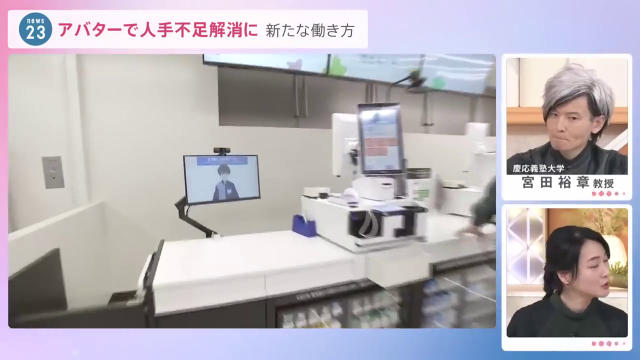 news
23
アバターで人手不足解消に 新たな働き方
慶応義塾大学
宮田裕章 教授